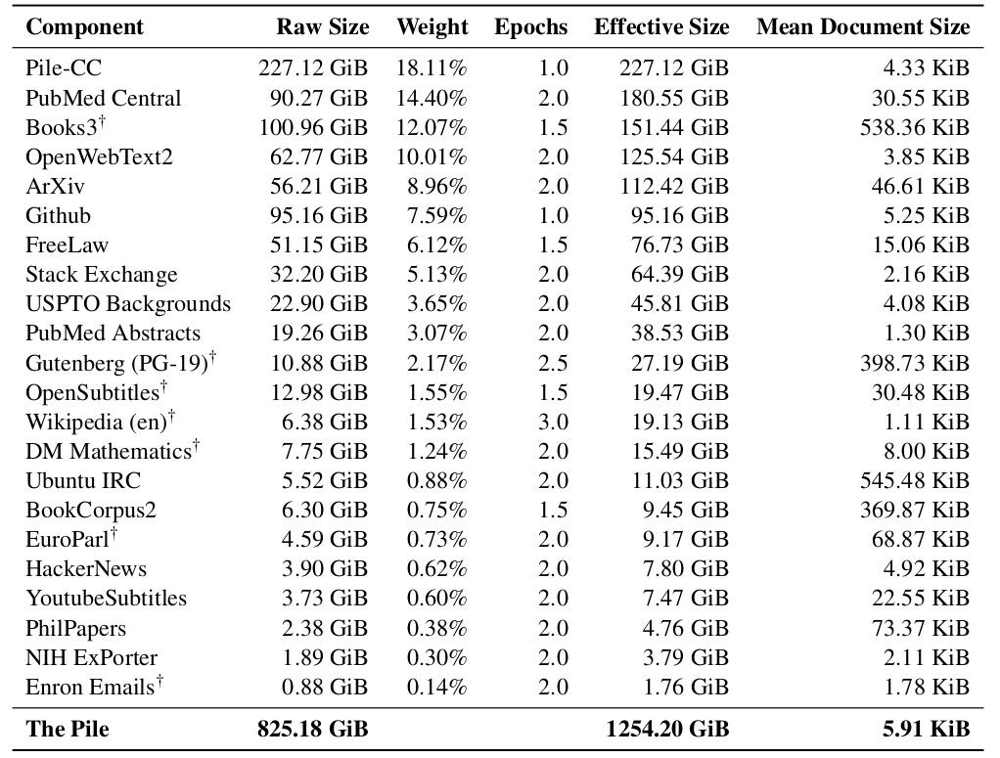 Component Raw Size Weight Epochs Effective Size Mean Document Size
Pile-CC 227.12 GiB 18.11% 1.0 227.12 GiB 4.33 KiB
PubMed Central 90.27 GiB 14.40% 2.0 180.55 GiB 30.55 KiB
Books3† 100.96 GiB 12.07% 1.5 151.44 GiB 538.36 KiB
OpenWebText2 62.77 GiB 10.01% 2.0 125.54 GiB 3.85 KiB
ArXiv 56.21 GiB 8.96% 2.0 112.42 GiB 46.61 KiB
Github 95.16 GiB 7.59% 1.0 95.16 GiB 5.25 KiB
FreeLaw 51.15 GiB 6.12% 1.5 76.73 GiB 15.06 KiB
Stack Exchange 32.20 GiB 5.13% 2.0 64.39 GiB 2.16 KiB
USPTO Backgrounds 22.90 GiB 3.65% 2.0 45.81 GiB 4.08 KiB
PubMed Abstracts 19.26 GiB 3.07% 2.0 38.53 GiB 1.30 KiB
Gutenberg (PG-19)† 10.88 GiB 2.17% 2.5 27.19 GiB 398.73 KiB
OpenSubtitles† 12.98 GiB 1.55% 1.5 19.47 GiB 30.48 KiB
Wikipedia (en)† 6.38 GiB 1.53% 3.0 19.13 GiB 1.11 KiB
DM Mathematics† 7.75 GiB 1.24% 2.0 15.49 GiB 8.00 KiB
Ubuntu IRC 5.52 GiB 0.88% 2.0 11.03 GiB 545.48 KiB
BookCorpus2 6.30 GiB 0.75% 1.5 9.45 GiB 369.87 KiB
EuroParl† 4.59 GiB 0.73% 2.0 9.17 GiB 68.87 KiB
HackerNews 3.90 GiB 0.62% 2.0 7.80 GiB 4.92 KiB
YoutubeSubtitles 3.73 GiB 0.60% 2.0 7.47 GiB 22.55 KiB
PhilPapers 2.38 GiB 0.38% 2.0 4.76 GiB 73.37 KiB
NIH ExPorter 1.89 GiB 0.30% 2.0 3.79 GiB 2.11 KiB
Enron Emails† 0.88 GiB 0.14% 2.0 1.76 GiB 1.78 KiB
The Pile 825.18 GiB 1254.20 GiB 5.91 KiB